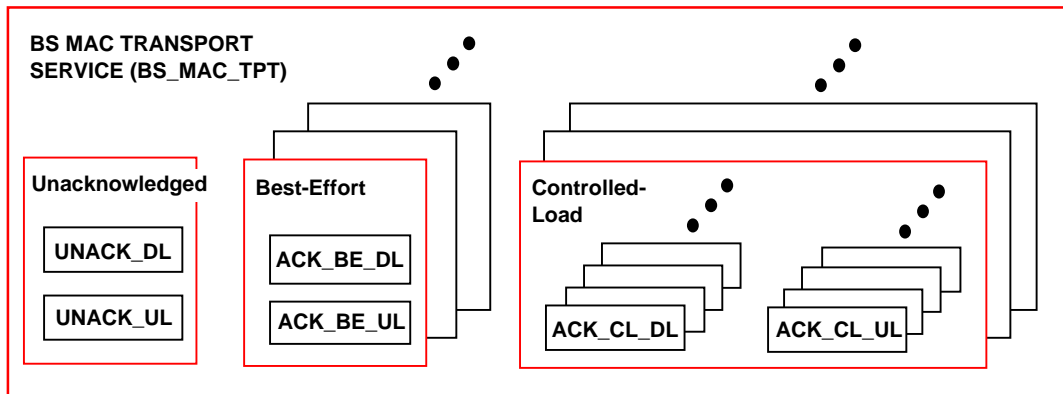 BS MAC TRANSPORT
SERVICE (BS_MAC_TPT)
Unacknowledged
UNACK_DL
UNACK_UL
Best-Effort
ACK_BE_DL
ACK_BE_UL
Controlled-
Load
ACK_CL_DL
ACK_CL_UL